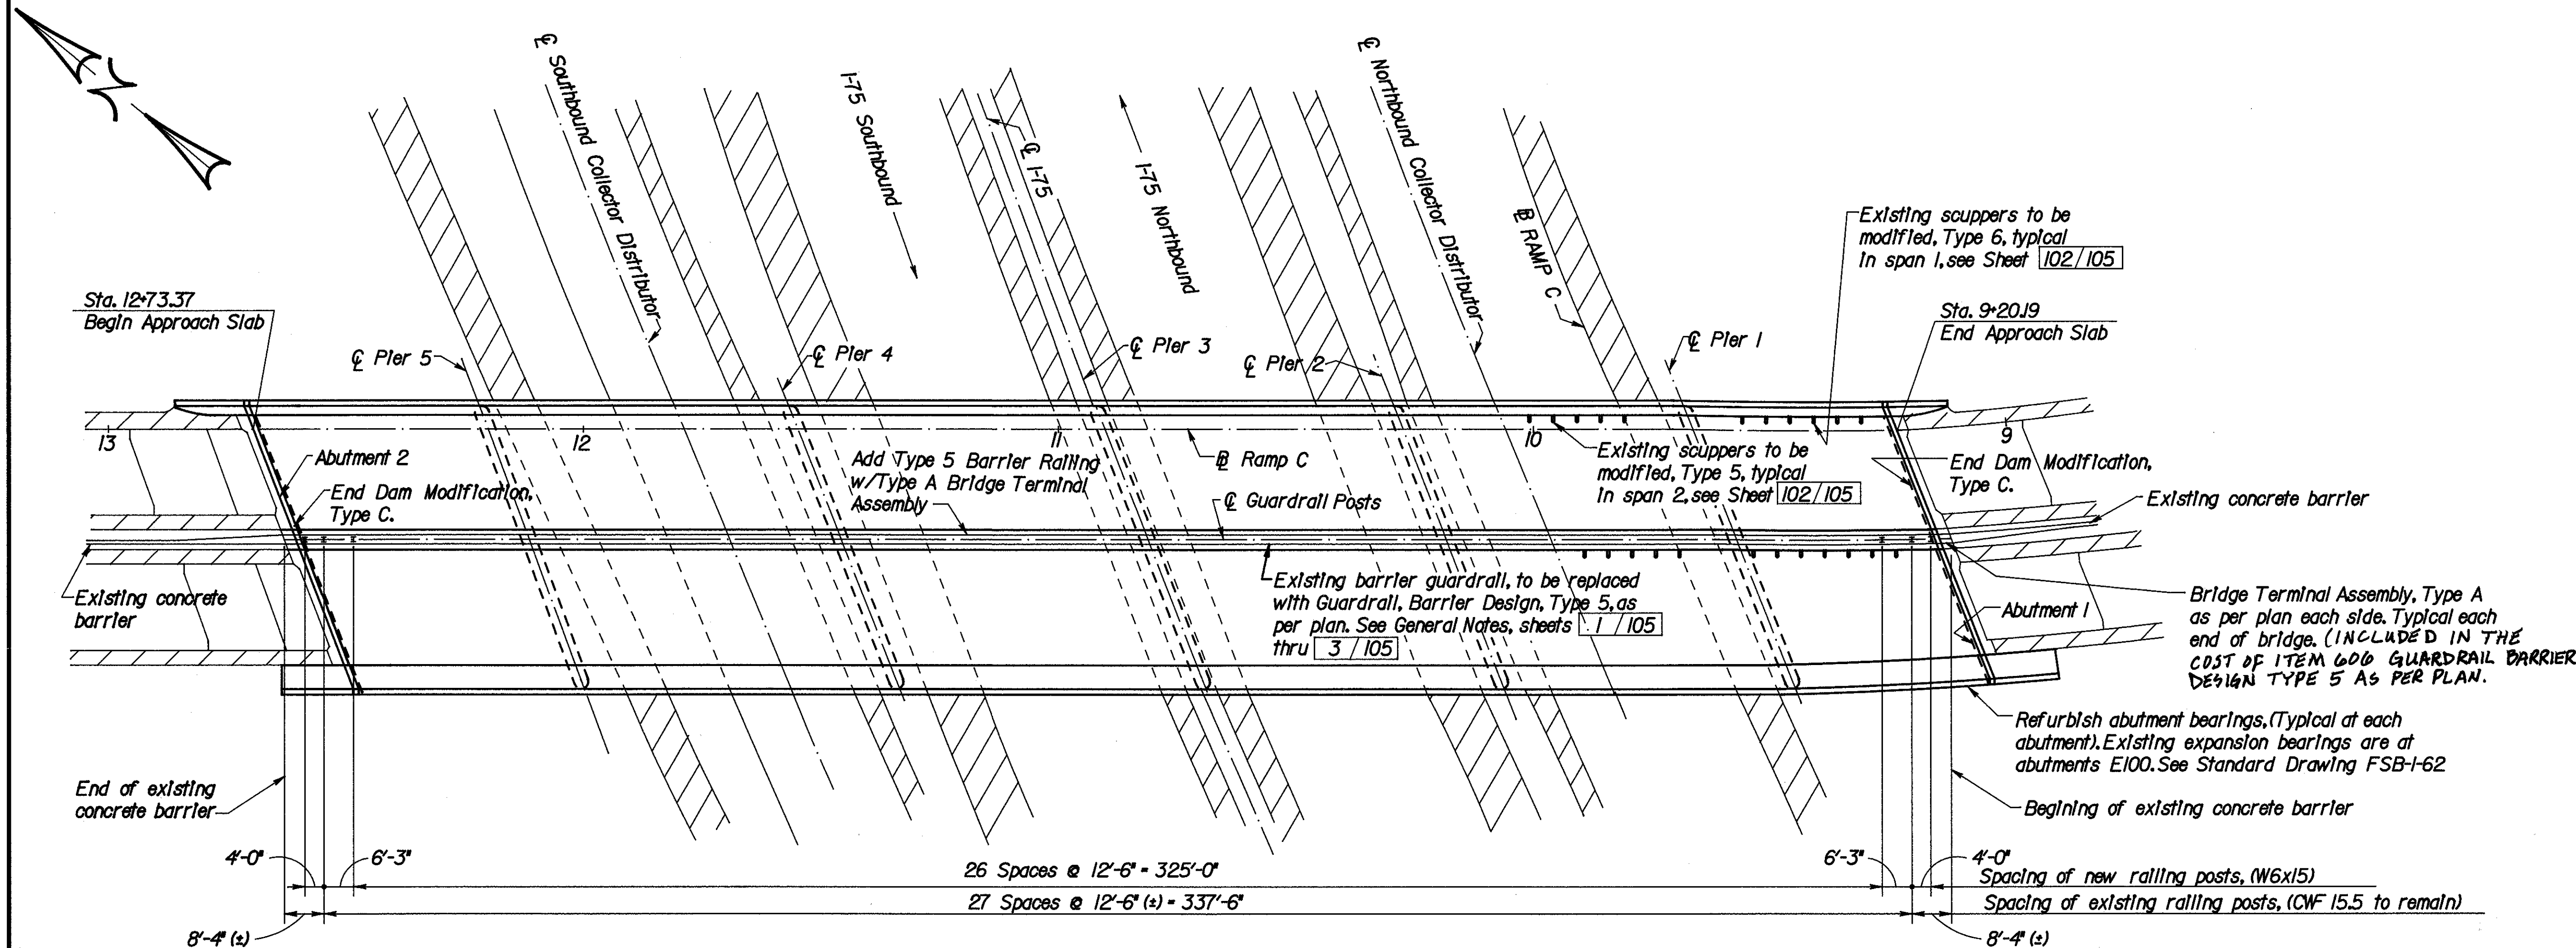 ℄ Southbound Collector Distributor
I-75 Southbound
℄ I-75
I-75 Northbound
℄ Northbound Collector Distributor
BL RAMP C
Existing scuppers to be
modified, Type 6, typical
in span 1, see Sheet 102/105
Sta. 12+73.37
Begin Approach Slab
Sta. 9+20.19
End Approach Slab
℄ Pier 5
℄ Pier 4
℄ Pier 3
℄ Pier 2
℄ Pier 1
13
12
11
10
9
Abutment 2
End Dam Modification,
Type C.
Add Type 5 Barrier Railing
w/Type A Bridge Terminal
Assembly
BL Ramp C
℄ Guardrail Posts
Existing scuppers to be
modified, Type 5, typical
in span 2, see Sheet 102/105
End Dam Modification,
Type C.
Existing concrete barrier
Existing concrete
barrier
Existing barrier guardrail, to be replaced
with Guardrail, Barrier Design, Type 5, as
per plan. See General Notes, sheets 1 /105
thru 3 /105
Abutment 1
Bridge Terminal Assembly, Type A
as per plan each side. Typical each
end of bridge. (INCLUDED IN THE
COST OF ITEM 606 GUARDRAIL BARRIER
DESIGN TYPE 5 AS PER PLAN.
Refurbish abutment bearings, (Typical at each
abutment). Existing expansion bearings are at
abutments E100. See Standard Drawing FSB-1-62
End of existing
concrete barrier
Begining of existing concrete barrier
4'-0"
6'-3"
26 Spaces @ 12'-6" = 325'-0"
6'-3"
4'-0"
Spacing of new railing posts, (W6x15)
27 Spaces @ 12'-6" (±) = 337'-6"
Spacing of existing railing posts, (CWF 15.5 to remain)
8'-4" (±)
8'-4" (±)